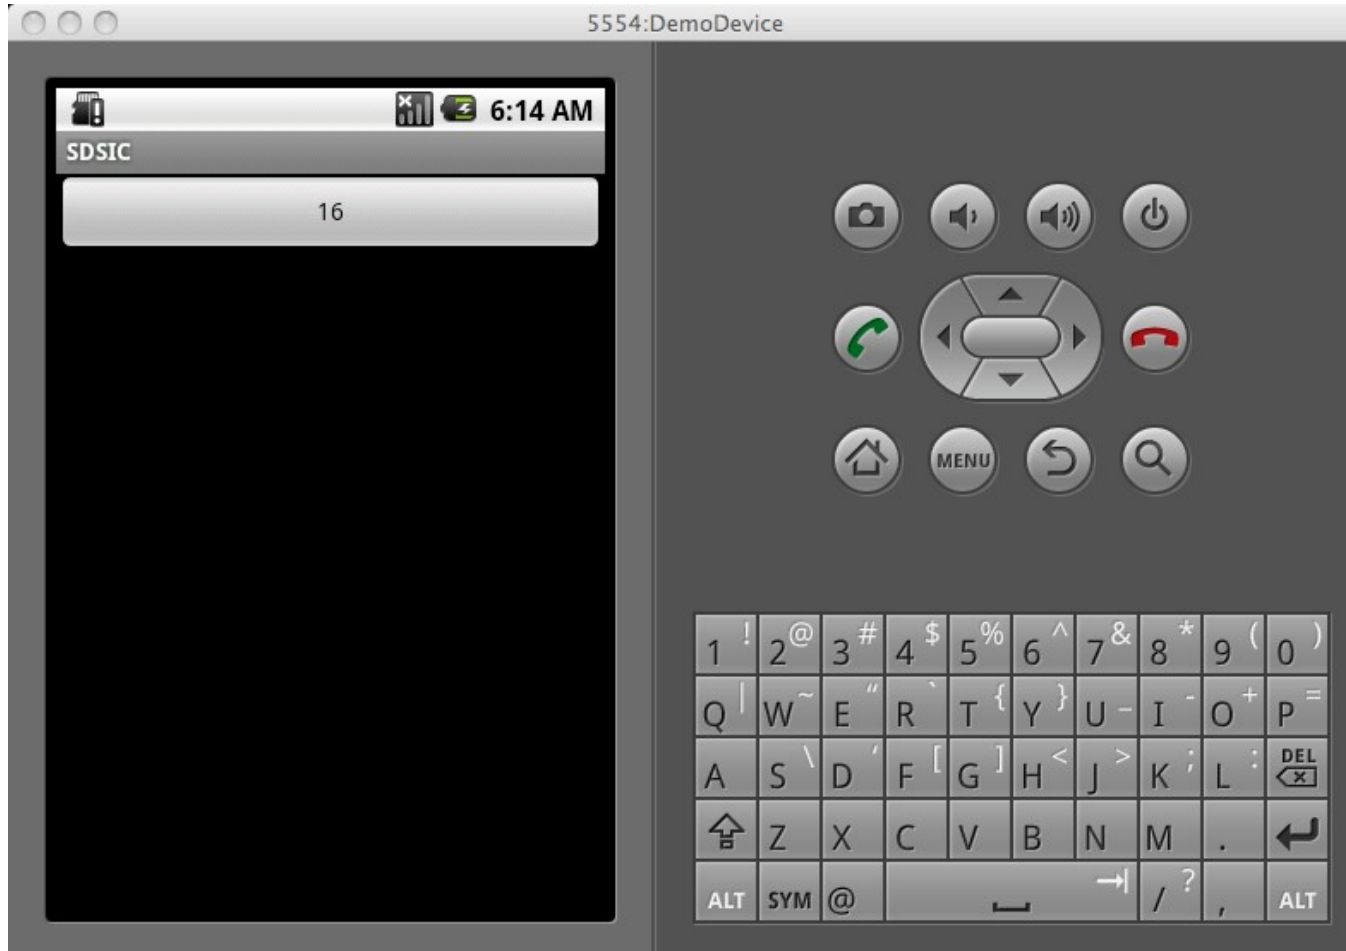 5554:DemoDevice
6:14 AM
SDSIC
16
MENU
1 ! 2 @ 3 # 4 $ 5 % 6 ^ 7 & 8 * 9 ( 0 )
Q | W ~ E " R ` T { Y } U _ I - O + P =
A S \ D ' F [ G ] H < J > K ; L : DEL
Z X C V B N M .
ALT SYM @ / ? , ALT